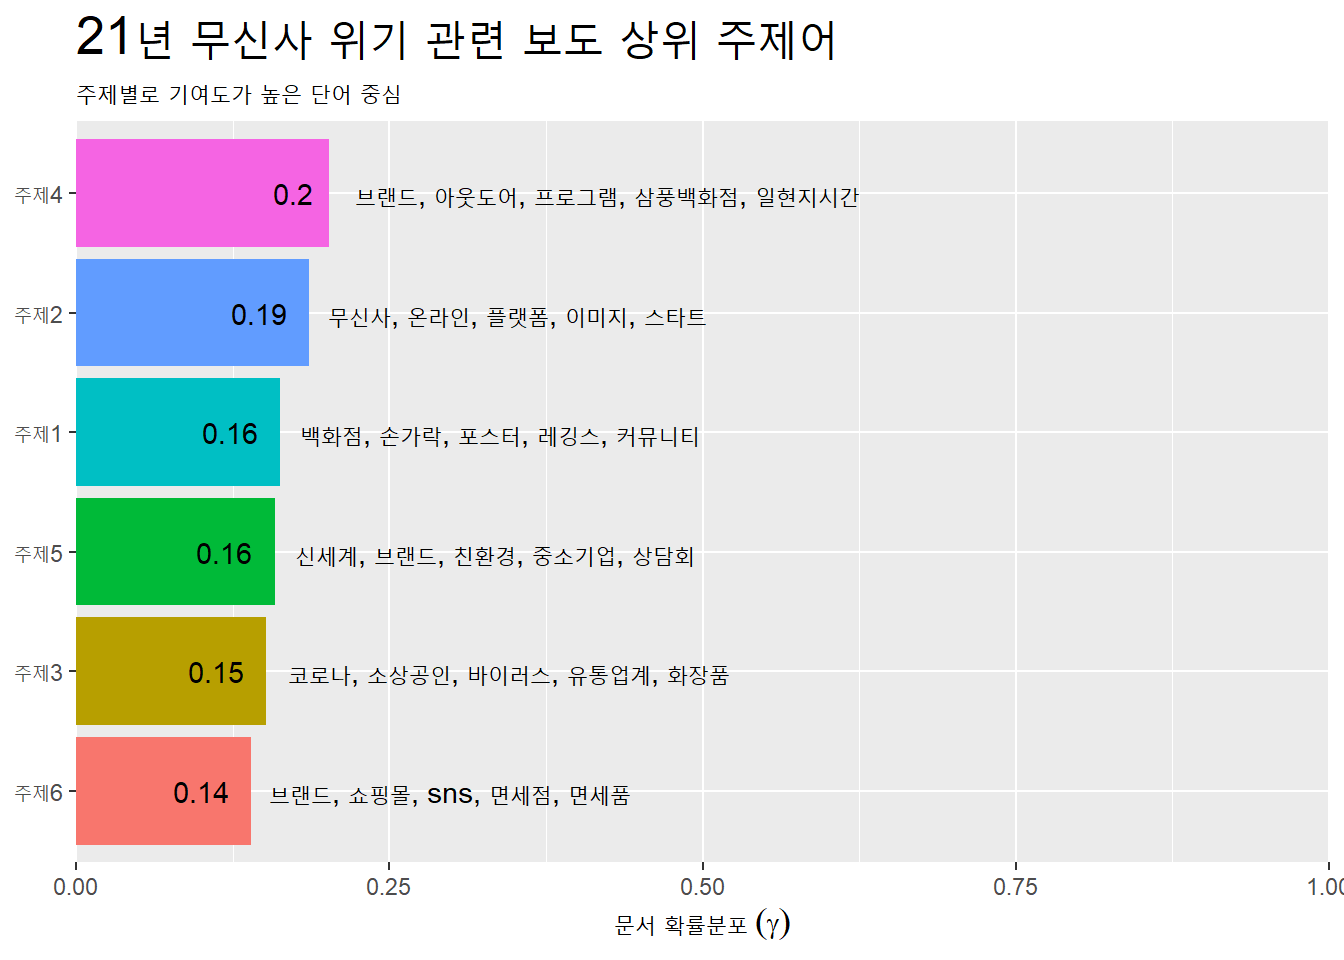 21년 무신사 위기 관련 보도 상위 주제어
주제별로 기여도가 높은 단어 중심
주제4 0.2 브랜드, 아웃도어, 프로그램, 삼풍백화점, 일현지시간
주제2 0.19 무신사, 온라인, 플랫폼, 이미지, 스타트
주제1 0.16 백화점, 손가락, 포스터, 레깅스, 커뮤니티
주제5 0.16 신세계, 브랜드, 친환경, 중소기업, 상담회
주제3 0.15 코로나, 소상공인, 바이러스, 유통업계, 화장품
주제6 0.14 브랜드, 쇼핑몰, sns, 면세점, 면세품
0.00 0.25 0.50 0.75 1.00
문서 확률분포 (γ)